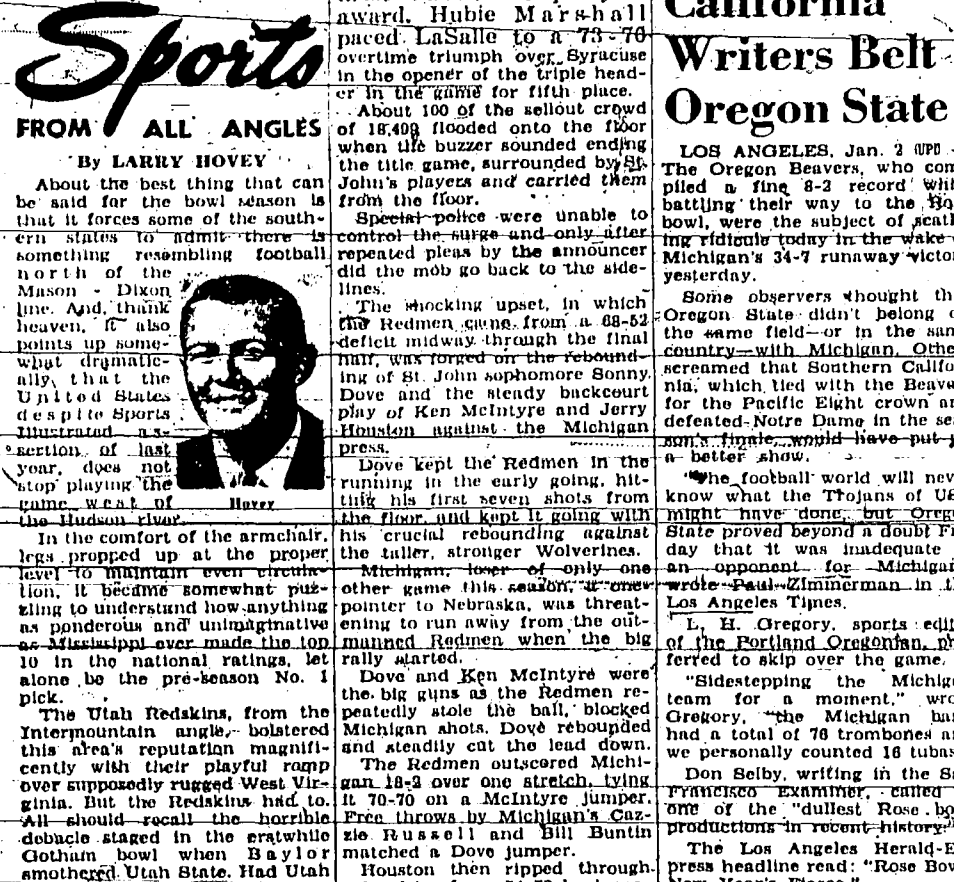 Sports
FROM ALL ANGLES
By LARRY HOVEY
About the best thing that can
be said for the bowl season is
that it forces some of the south-
ern states to admit there is
something resembling football
north of the
Mason - Dixon
line. And, thank
heaven, it also
points up some-
what dramatic-
ally that the
United States
despite Sports
Illustrated as-
sertion of last
year, does not
stop playing the
game west of
the Hudson river.
Hovey
In the comfort of the armchair,
legs propped up at the proper
level to maintain even circula-
tion, it became somewhat puz-
zling to understand how anything
as ponderous and unimaginative
as Mississippi ever made the top
10 in the national ratings, let
alone be the pre-season No. 1
pick.
The Utah Redskins, from the
Intermountain angle, bolstered
this area's reputation magnifi-
cently with their playful romp
over supposedly rugged West Vir-
ginia. But the Redskins had to.
All should recall the horrible
debacle staged in the erstwhile
Gotham bowl when Baylor
smothered Utah State. Had Utah
award. Hubie Marshall
paced LaSalle to a 73-70
overtime triumph over Syracuse
in the opener of the triple head-
er in the game for fifth place.
About 100 of the sellout crowd
of 18,499 flooded onto the floor
when the buzzer sounded ending
the title game, surrounded by St.
John's players and carried them
from the floor.
Special police were unable to
control the surge and only after
repeated pleas by the announcer
did the mob go back to the side-
lines.
The shocking upset, in which
the Redmen came from a 68-52
deficit midway through the final
half, was forged on the rebound-
ing of St. John sophomore Sonny
Dove and the steady backcourt
play of Ken McIntyre and Jerry
Houston against the Michigan
press.
Dove kept the Redmen in the
running in the early going, hit-
ting his first seven shots from
the floor, and kept it going with
his crucial rebounding against
the taller, stronger Wolverines.
Michigan, loser of only one
other game this season, a one-
pointer to Nebraska, was threat-
ening to run away from the out-
manned Redmen when the big
rally started.
Dove and Ken McIntyre were
the big guns as the Redmen re-
peatedly stole the ball, blocked
Michigan shots. Dove rebounded
and steadily cut the lead down.
The Redmen outscored Michi-
gan 18-2 over one stretch, tying
it 70-70 on a McIntyre jumper.
Free throws by Michigan's Caz-
zie Russell and Bill Buntin
matched a Dove jumper.
Houston then ripped through
California
Writers Belt
Oregon State
LOS ANGELES, Jan. 2 (UPI) -
The Oregon Beavers, who com
piled a fine 8-2 record whil
battling their way to the Ro
bowl, were the subject of scath
ing ridicule today in the wake
Michigan's 34-7 runaway victor
yesterday.
Some observers thought th
Oregon State didn't belong o
the same field—or in the sam
country—with Michigan. Othe
screamed that Southern Califo
nia, which tied with the Beave
for the Pacific Eight crown an
defeated Notre Dame in the se
son's finale, would have put
a better show.
"The football world will nev
know what the Trojans of US
might have done, but Orego
State proved beyond a doubt Fr
day that it was inadequate
an opponent for Michigan
wrote Paul Zimmerman in t
Los Angeles Times.
L. H. Gregory, sports edit
of the Portland Oregonian, pr
ferred to skip over the game.
"Sidestepping the Michiga
team for a moment," wro
Gregory, "the Michigan ban
had a total of 76 trombones a
we personally counted 16 tubas
Don Selby, writing in the Sa
Francisco Examiner, called
one of the "dullest Rose bo
productions in recent history."
The Los Angeles Herald-E
press headline read: "Rose Bow